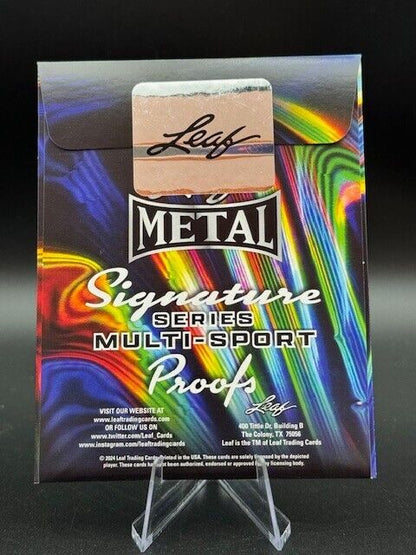 Leaf
METAL
Signature
SERIES
MULTI-SPORT
Proofs
Leaf
VISIT OUR WEBSITE AT
www.leaftradingcards.com
OR FOLLOW US ON
www.twitter.com/Leaf_Cards
www.instagram.com/leaftradingcards
400 Tittle Dr, Building B
The Colony, TX 75056
Leaf is the TM of Leaf Trading Cards
© 2024 Leaf Trading Cards. Printed in the USA. These cards are solely licensed by the depicted
player. These cards have not been authorized, endorsed or approved by any licensing body.